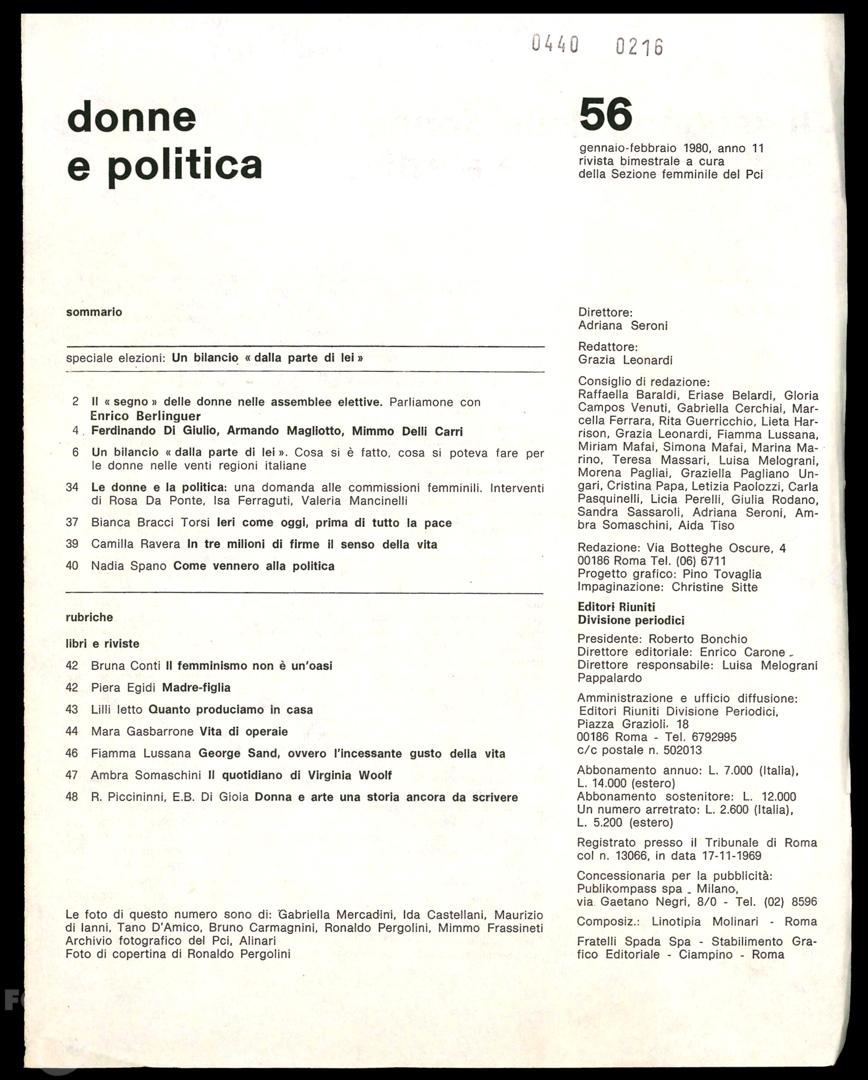 0440 0216
donne
e politica
56
gennaio-febbraio 1980, anno 11
rivista bimestrale a cura
della Sezione femminile del Pci
sommario
speciale elezioni: Un bilancio « dalla parte di lei »
2 Il « segno » delle donne nelle assemblee elettive. Parliamone con
Enrico Berlinguer
4 Ferdinando Di Giulio, Armando Magliotto, Mimmo Delli Carri
6 Un bilancio « dalla parte di lei ». Cosa si è fatto, cosa si poteva fare per
le donne nelle venti regioni italiane
34 Le donne e la politica: una domanda alle commissioni femminili. Interventi
di Rosa Da Ponte, Isa Ferraguti, Valeria Mancinelli
37 Bianca Bracci Torsi Ieri come oggi, prima di tutto la pace
39 Camilla Ravera In tre milioni di firme il senso della vita
40 Nadia Spano Come vennero alla politica
rubriche
libri e riviste
42 Bruna Conti Il femminismo non è un'oasi
42 Piera Egidi Madre-figlia
43 Lilli Ietto Quanto produciamo in casa
44 Mara Gasbarrone Vita di operaie
46 Fiamma Lussana George Sand, ovvero l'incessante gusto della vita
47 Ambra Somaschini Il quotidiano di Virginia Woolf
48 R. Piccininni, E.B. Di Gioia Donna e arte una storia ancora da scrivere
Le foto di questo numero sono di: Gabriella Mercadini, Ida Castellani, Maurizio
di Ianni, Tano D'Amico, Bruno Carmagnini, Ronaldo Pergolini, Mimmo Frassineti
Archivio fotografico del Pci, Alinari
Foto di copertina di Ronaldo Pergolini
Direttore:
Adriana Seroni
Redattore:
Grazia Leonardi
Consiglio di redazione:
Raffaella Baraldi, Eriase Belardi, Gloria
Campos Venuti, Gabriella Cerchiai, Mar-
cella Ferrara, Rita Guerricchio, Lieta Har-
rison, Grazia Leonardi, Fiamma Lussana,
Miriam Mafai, Simona Mafai, Marina Ma-
rino, Teresa Massari, Luisa Melograni,
Morena Pagliai, Graziella Pagliano Un-
gari, Cristina Papa, Letizia Paolozzi, Carla
Pasquinelli, Licia Perelli, Giulia Rodano,
Sandra Sassaroli, Adriana Seroni, Am-
bra Somaschini, Aida Tiso
Redazione: Via Botteghe Oscure, 4
00186 Roma Tel. (06) 6711
Progetto grafico: Pino Tovaglia
Impaginazione: Christine Sitte
Editori Riuniti
Divisione periodici
Presidente: Roberto Bonchio
Direttore editoriale: Enrico Carone
Direttore responsabile: Luisa Melograni
Pappalardo
Amministrazione e ufficio diffusione:
Editori Riuniti Divisione Periodici,
Piazza Grazioli, 18
00186 Roma - Tel. 6792995
c/c postale n. 502013
Abbonamento annuo: L. 7.000 (Italia),
L. 14.000 (estero)
Abbonamento sostenitore: L. 12.000
Un numero arretrato: L. 2.600 (Italia),
L. 5.200 (estero)
Registrato presso il Tribunale di Roma
col n. 13066, in data 17-11-1969
Concessionaria per la pubblicità:
Publikompass spa - Milano,
via Gaetano Negri, 8/0 - Tel. (02) 8596
Composiz.: Linotipia Molinari - Roma
Fratelli Spada Spa - Stabilimento Gra-
fico Editoriale - Ciampino - Roma